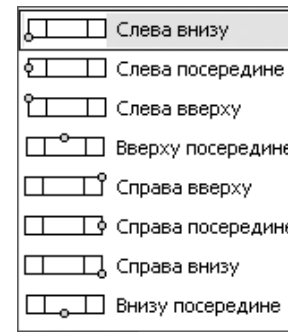 Слева внизу
Слева посередине
Слева вверху
Вверху посередине
Справа вверху
Справа посередине
Справа внизу
Внизу посередине